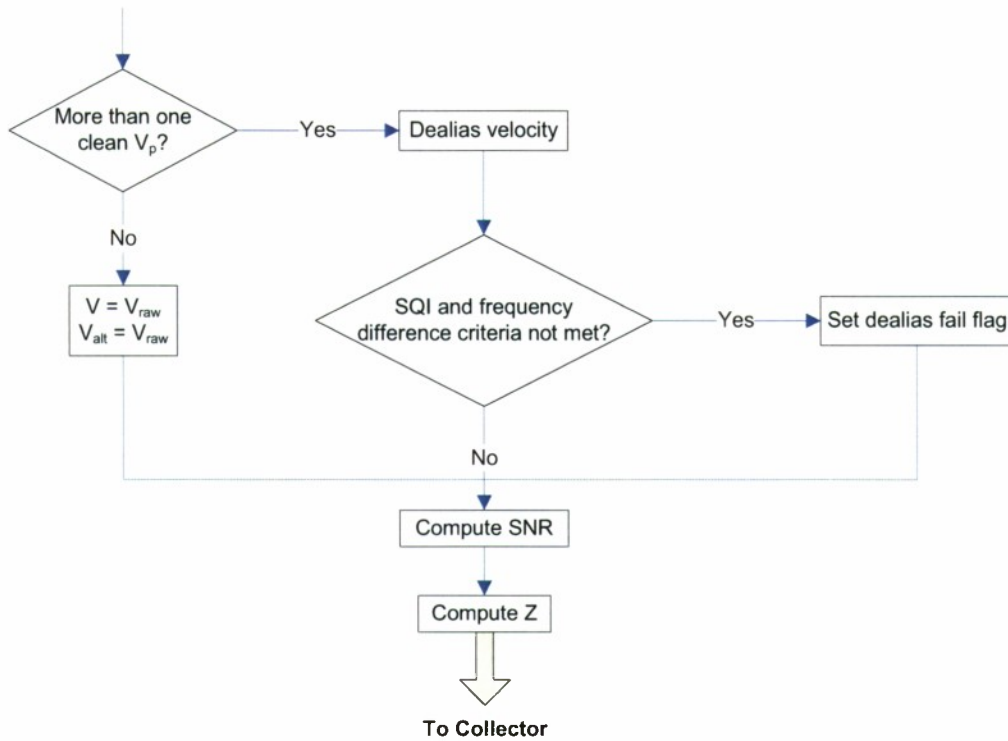 More than one
clean Vp?
Yes
Dealias velocity
No
V = Vraw
Valt = Vraw
SQI and frequency
difference criteria not met?
Yes
Set dealias fail flag
No
Compute SNR
Compute Z
To Collector